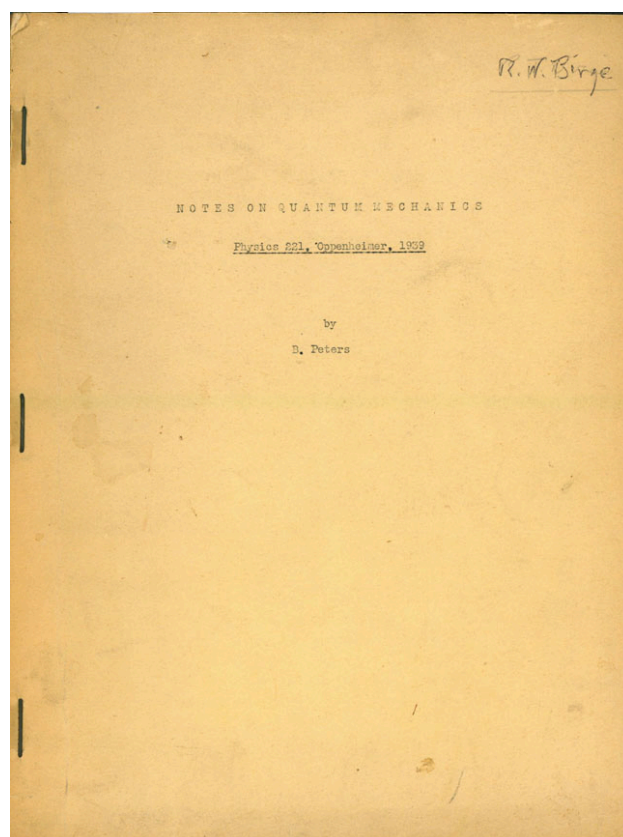 R. W. Birge
NOTES ON QUANTUM MECHANICS
Physics 221, Oppenheimer, 1939
by
B. Peters